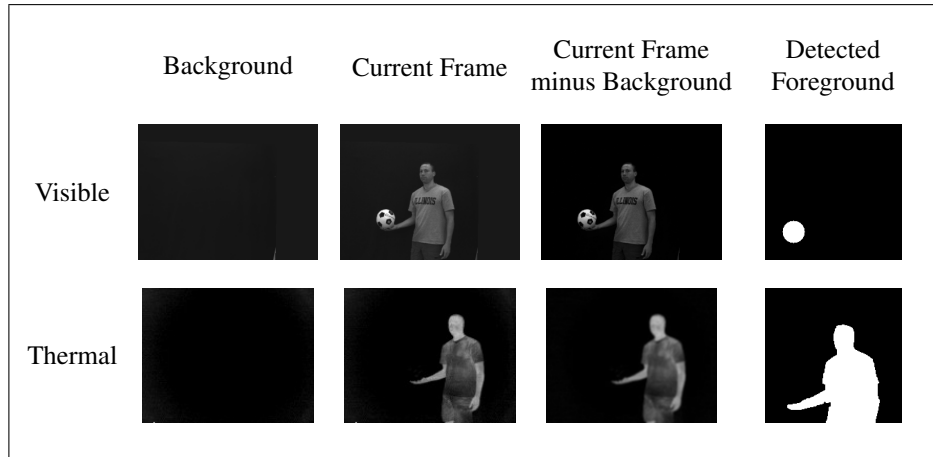 Background
Current Frame
Current Frame
minus Background
Detected
Foreground
Visible
ILLINOIS
Thermal